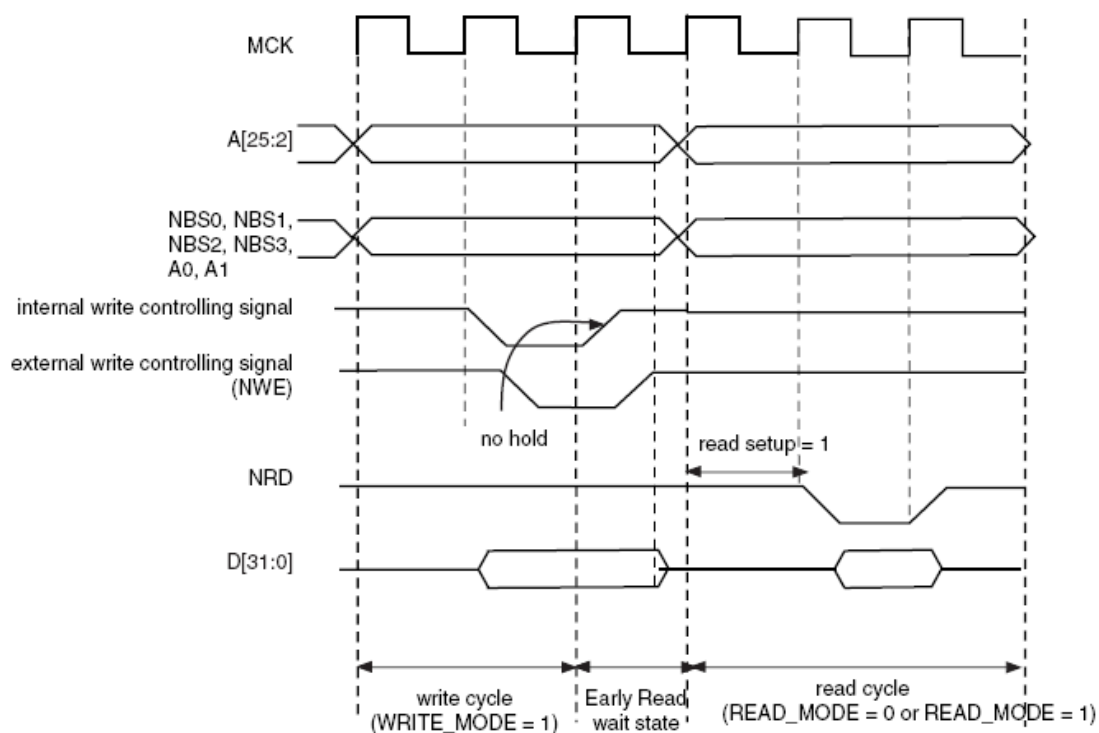 MCK
A[25:2]
NBS0, NBS1,
NBS2, NBS3,
A0, A1
internal write controlling signal
external write controlling signal
(NWE)
no hold
read setup = 1
NRD
D[31:0]
write cycle
(WRITE_MODE = 1)
Early Read
wait state
read cycle
(READ_MODE = 0 or READ_MODE = 1)